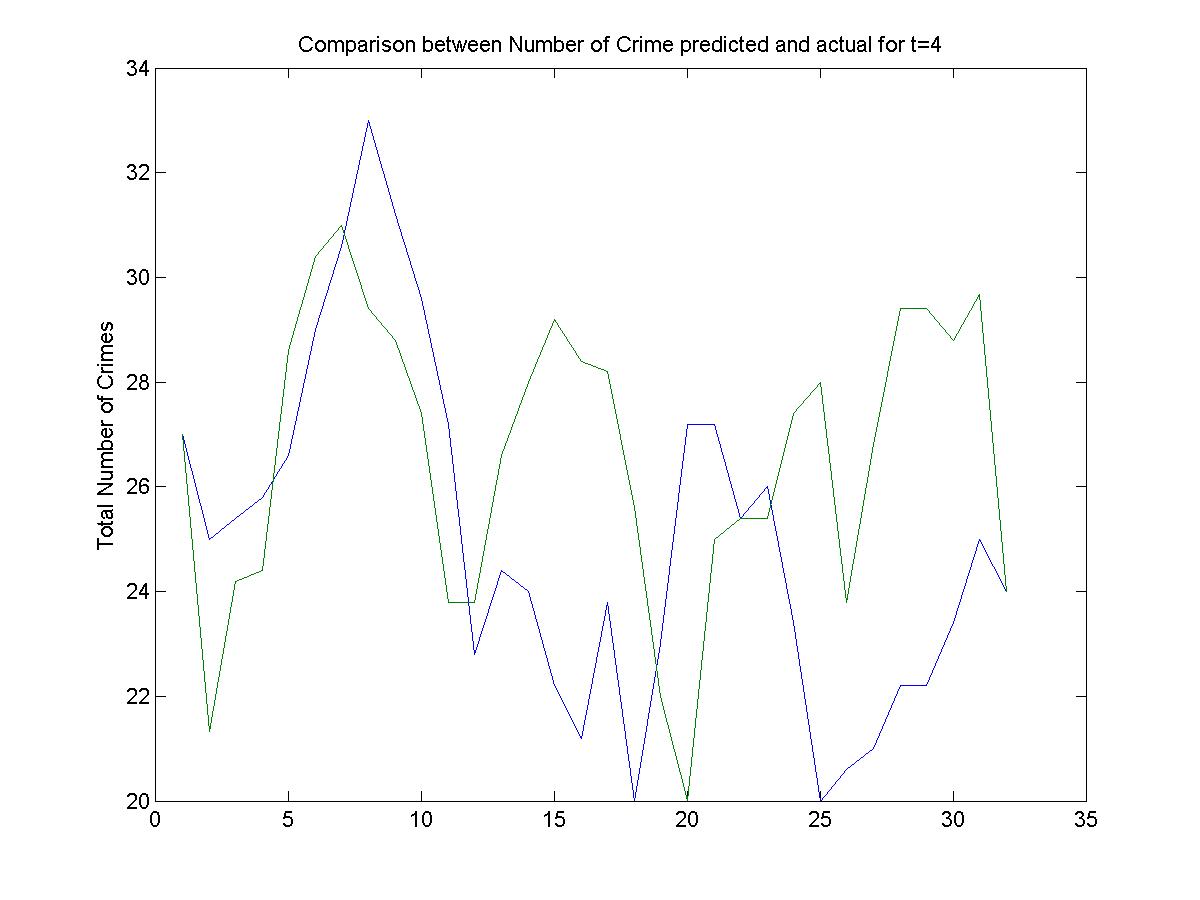 Comparison between Number of Crime predicted and actual for t=4
Total Number of Crimes
34
32
30
28
26
24
22
20
0 5 10 15 20 25 30 35